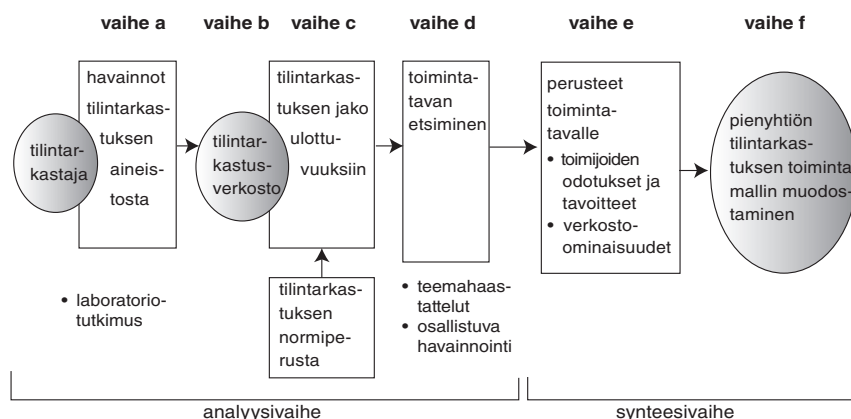 vaihe a
vaihe b
vaihe c
vaihe d
vaihe e
vaihe f
tilintar-
kastaja
havainnot
tilintarkas-
tuksen
aineis-
tosta
tilintar-
kastus-
verkosto
tilintarkas-
tuksen jako
ulottu-
vuuksiin
toiminta-
tavan
etsiminen
perusteet
toiminta-
tavalle
• toimijoiden
odotukset ja
tavoitteet
• verkosto-
ominaisuudet
pienyhtiön
tilintarkas-
tuksen toiminta
mallin muodos-
taminen
• laboratorio-
tutkimus
tilintarkas-
tuksen
normipe-
rusta
• teemahaas-
tattelut
• osallistuva
havainnointi
analyysivaihe
synteesivaihe